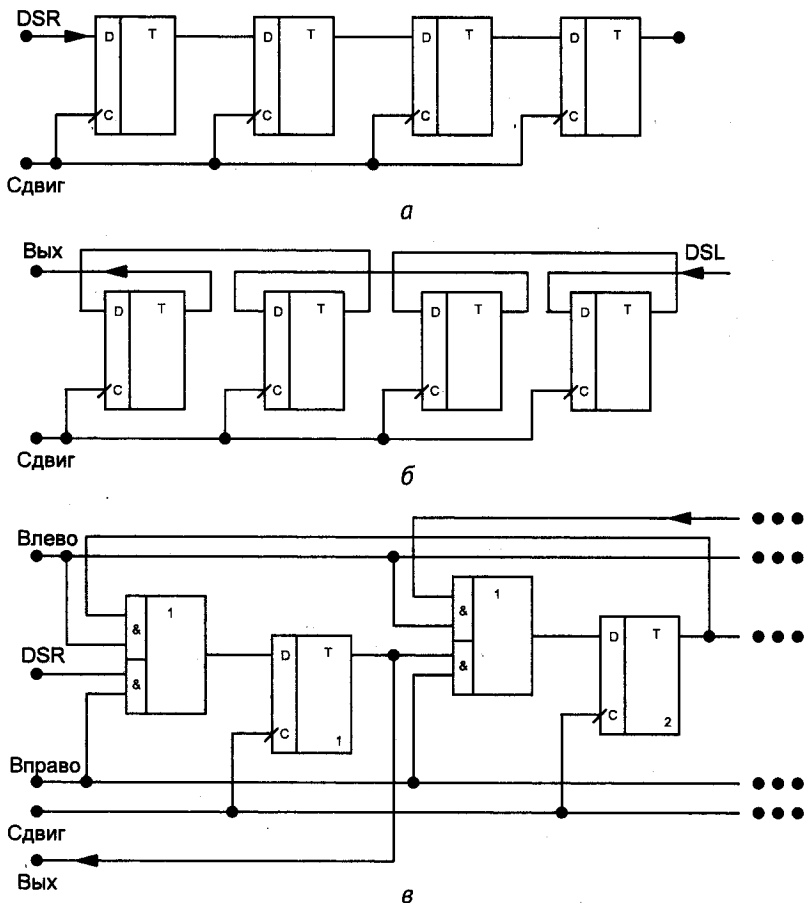 DSR
D T D T D T D T
C C C C
Сдвиг
а
Вых
DSL
D T D T D T D T
C C C C
Сдвиг
б
Влево
1 1
& D T
DSR & &
& D T
C 2
C 1
Вправо
Сдвиг
Вых
в